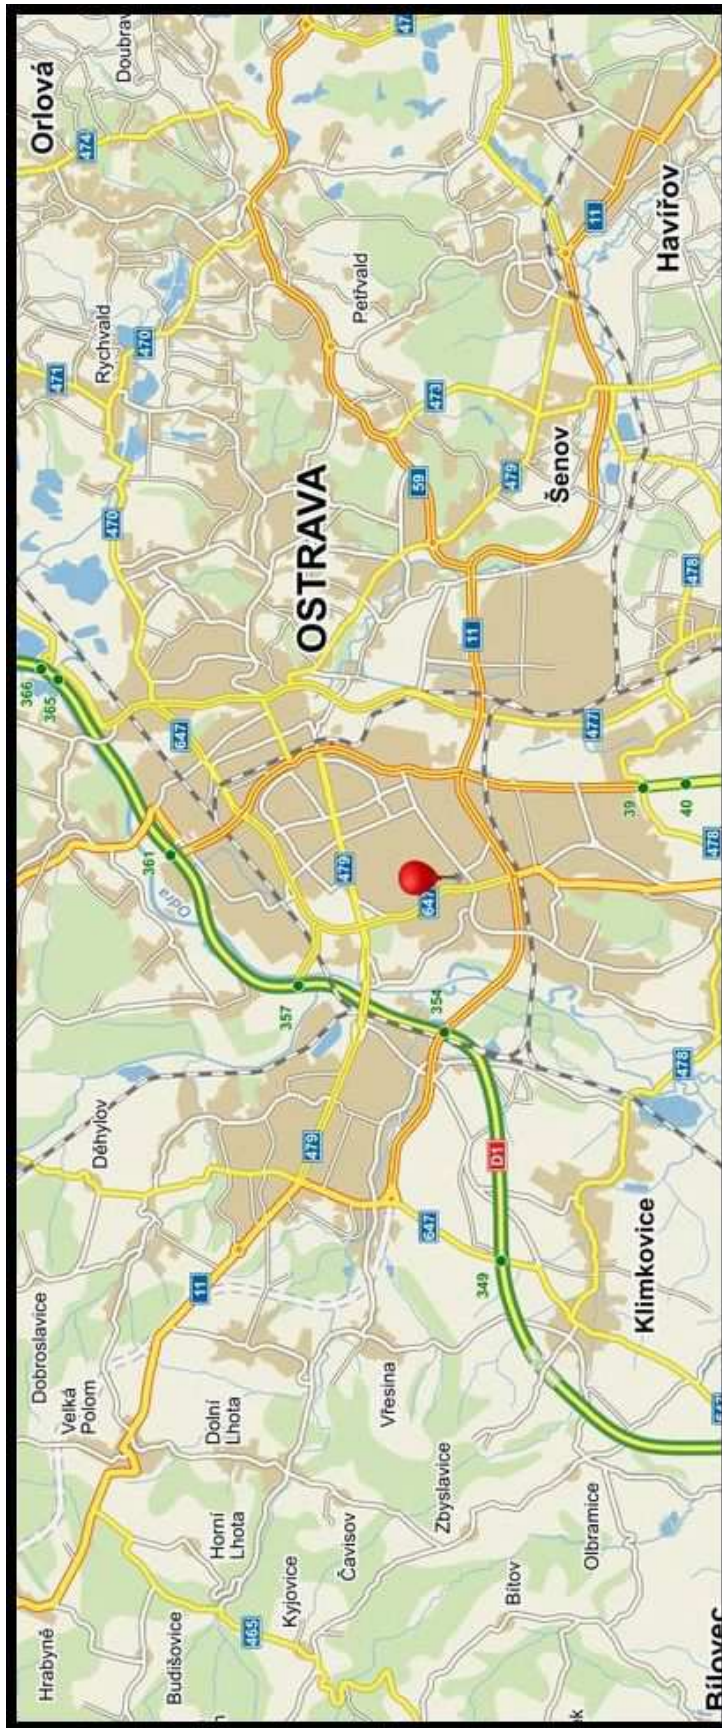 Hrabyně
Dobroslavice
366
365
Orlová
471
Velká
Polom
474
Děhylov
Rychvald
470
Doubrav
470
361
Odra
647
Budišovice
11
Horní
Lhota
Dolní
Lhota
465
Kyjovice
357
479
OSTRAVA
Čavisov
479
Petřvald
Vřesina
647
647
59
473
Zbyslavice
354
11
349
D1
479
Bítov
Šenov
Olbramice
477
11
Klimkovice
39
478
40
478
478
Havířov
Bílovec